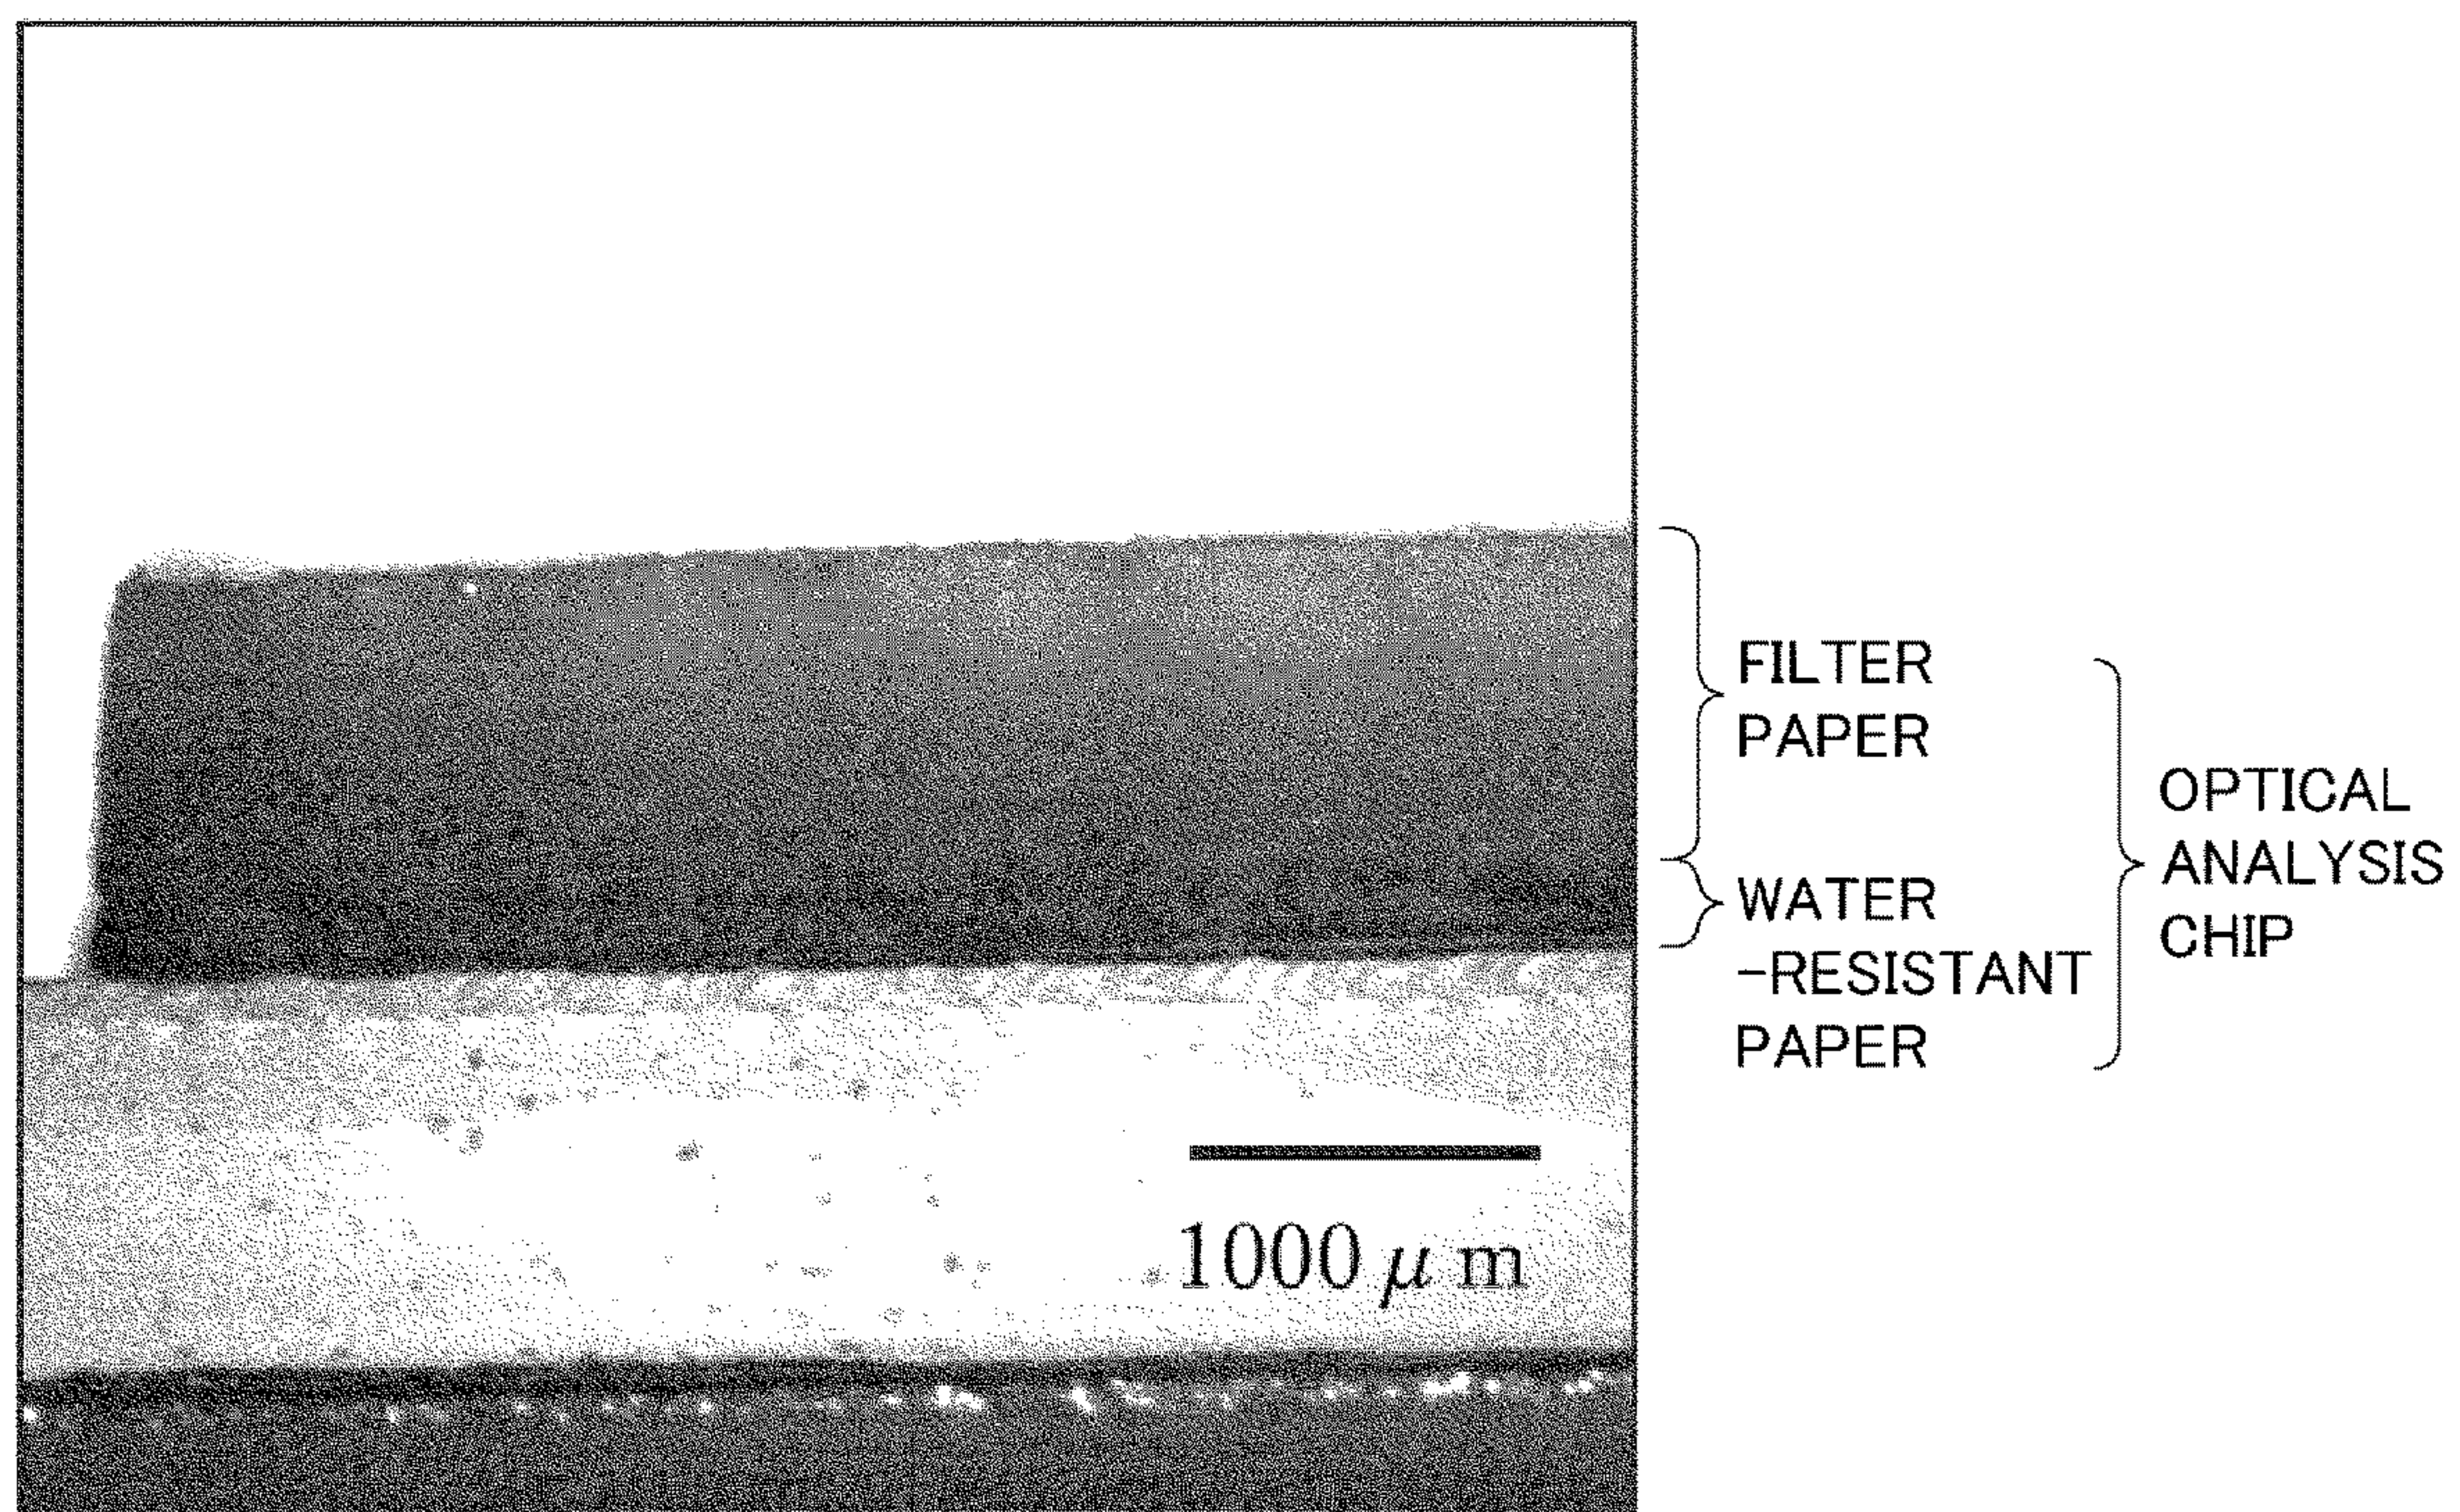 FILTER
PAPER
WATER
-RESISTANT
PAPER
OPTICAL
ANALYSIS
CHIP
1000 μm